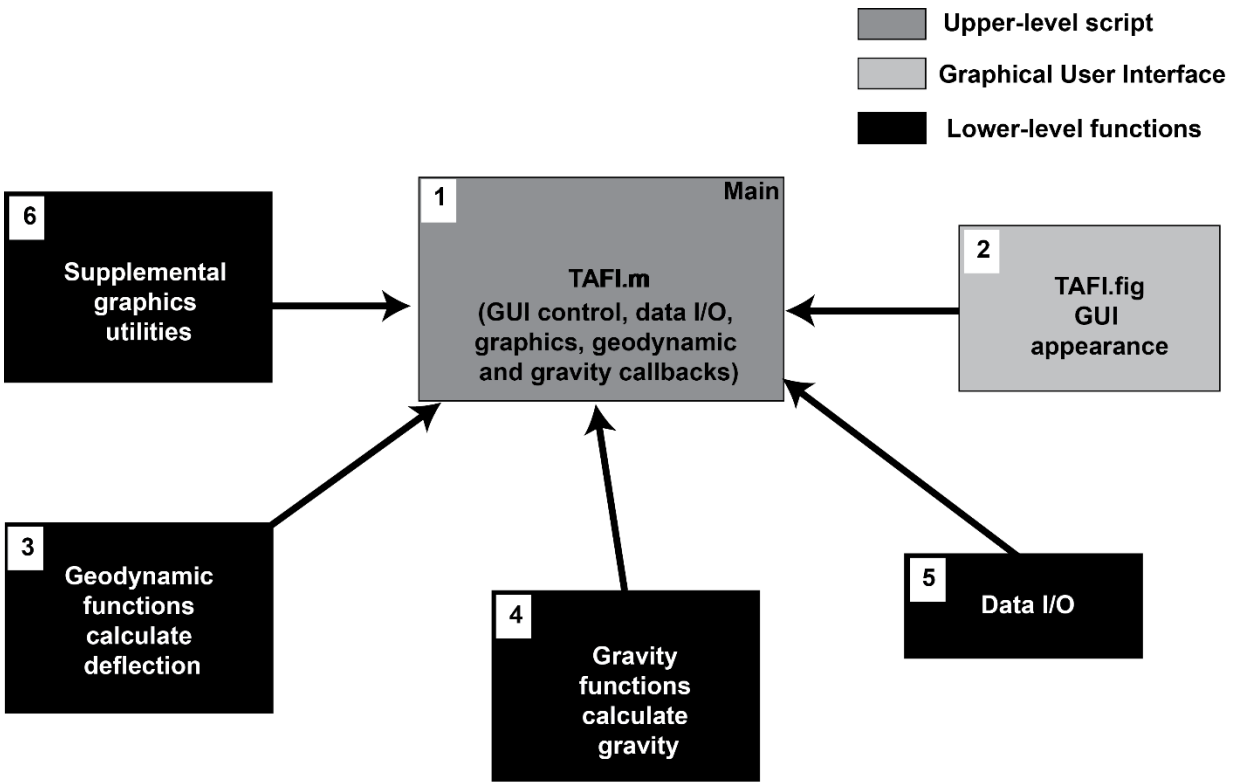 Upper-level script
Graphical User Interface
Lower-level functions
6
Supplemental
graphics
utilities
1
Main
TAFI.m
(GUI control, data I/O,
graphics, geodynamic
and gravity callbacks)
2
TAFI.fig
GUI
appearance
3
Geodynamic
functions
calculate
deflection
4
Gravity
functions
calculate
gravity
5
Data I/O